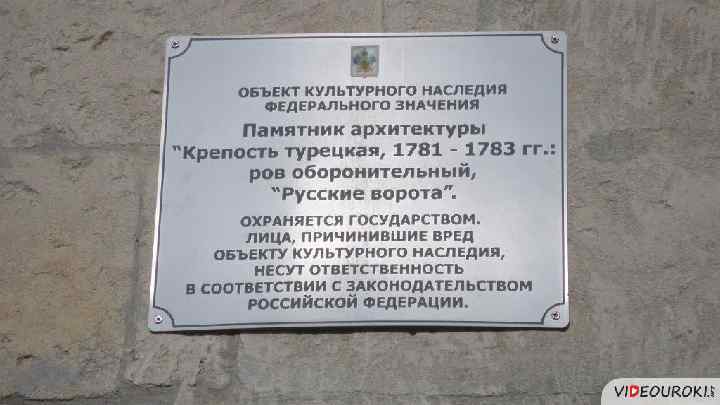 ОБЪЕКТ КУЛЬТУРНОГО НАСЛЕДИЯ
ФЕДЕРАЛЬНОГО ЗНАЧЕНИЯ
Памятник архитектуры
“Крепость турецкая, 1781 - 1783 гг.:
ров оборонительный,
“Русские ворота”.
ОХРАНЯЕТСЯ ГОСУДАРСТВОМ.
ЛИЦА, ПРИЧИНИВШИЕ ВРЕД
ОБЪЕКТУ КУЛЬТУРНОГО НАСЛЕДИЯ,
НЕСУТ ОТВЕТСТВЕННОСТЬ
В СООТВЕТСТВИИ С ЗАКОНОДАТЕЛЬСТВОМ
РОССИЙСКОЙ ФЕДЕРАЦИИ.
VIDEOUROKI